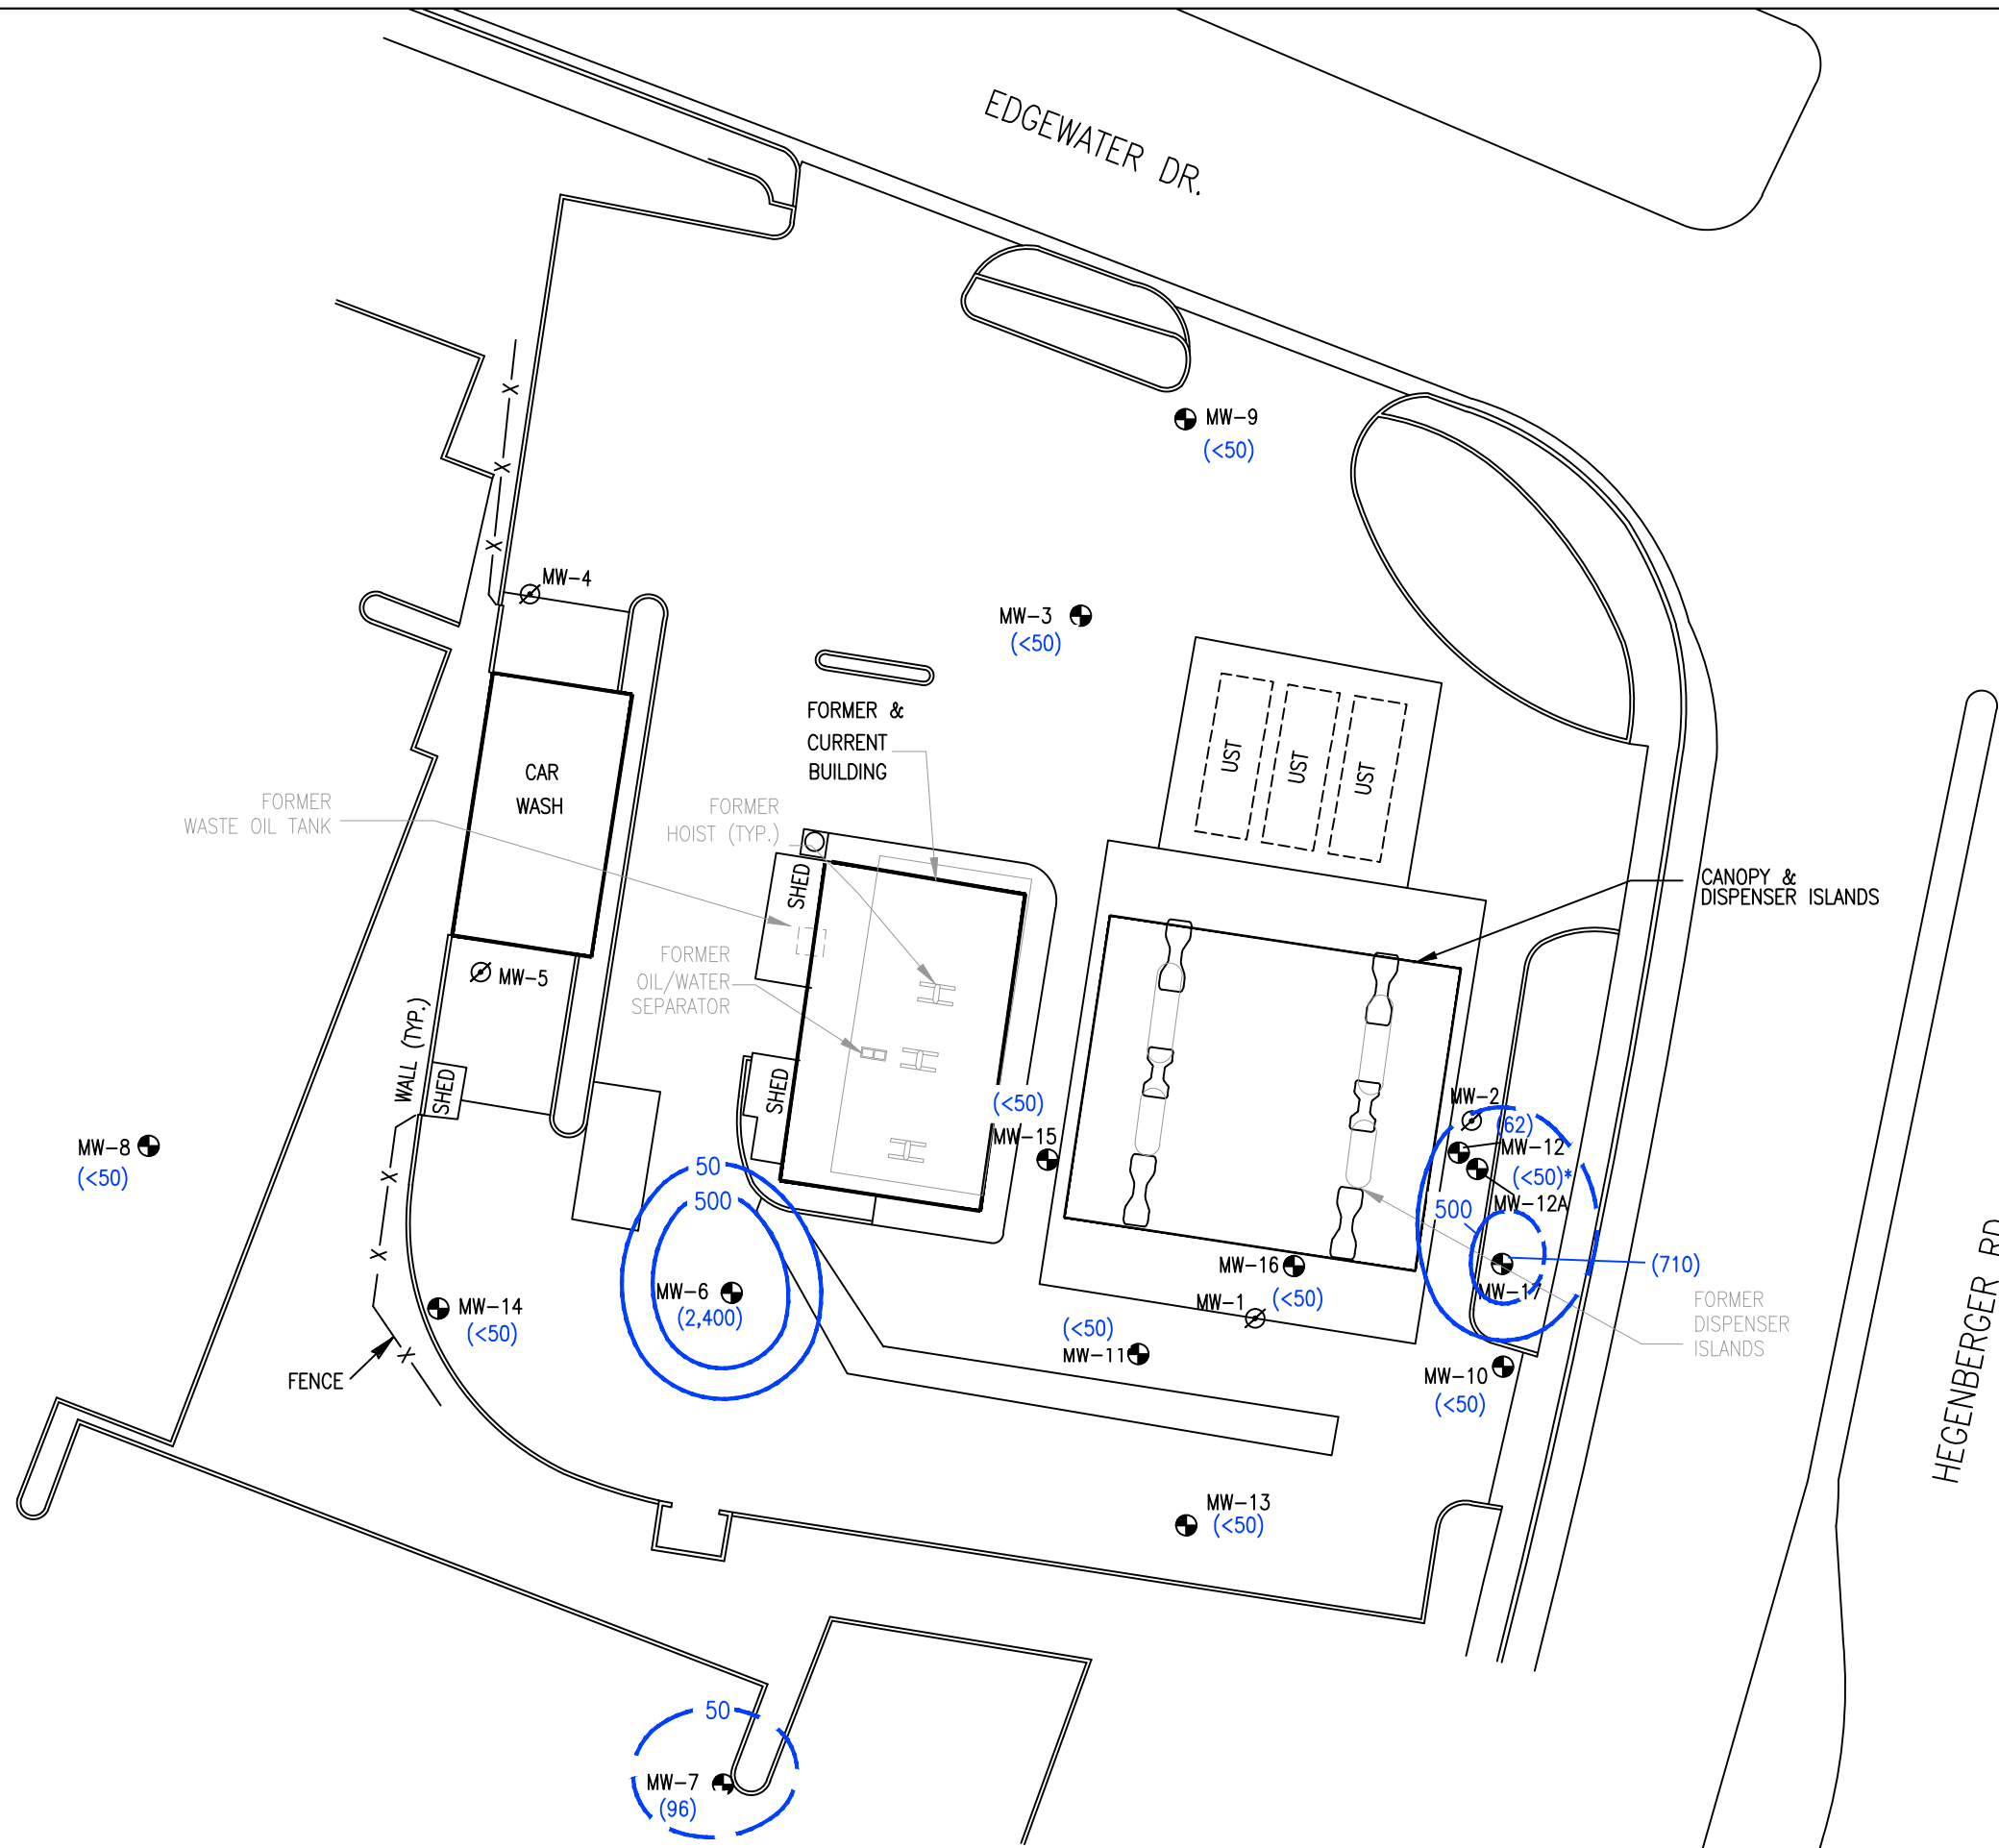 EDGEWATER DR.
MW-9
(<50)
MW-4
MW-3
(<50)
FORMER &
CURRENT
BUILDING
UST
UST
UST
CAR
WASH
FORMER
WASTE OIL TANK
FORMER
HOIST (TYP.)
SHED
CANOPY &
DISPENSER ISLANDS
FORMER
OIL/WATER
SEPARATOR
MW-5
WALL (TYP.)
SHED
SHED
(<50)
MW-15
MW-2
(62)
MW-12
(<50)*
MW-12A
500
MW-8
(<50)
50
500
MW-6
(2,400)
MW-16
(<50)
MW-1
MW-17
(710)
FORMER
DISPENSER
ISLANDS
HEGENBERGER RD
MW-14
(<50)
(<50)
MW-11
MW-10
(<50)
FENCE
X
X
X
X
X
X
MW-13
(<50)
50
MW-7
(96)